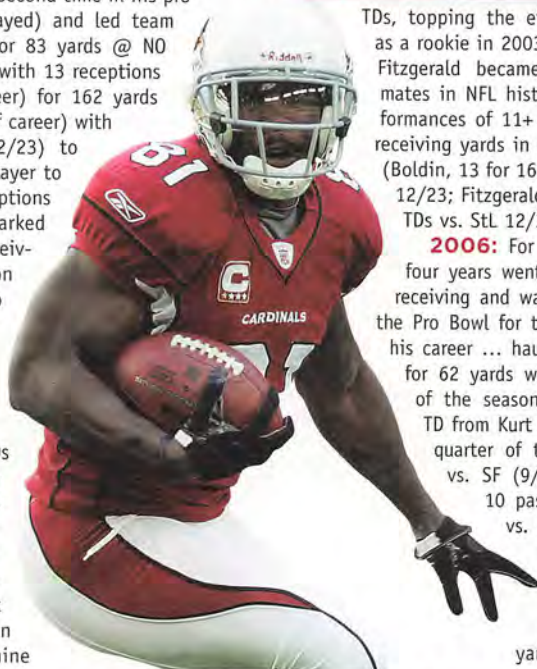 second time in his pro
ayed) and led team
or 83 yards @ NO
with 13 receptions
eer) for 162 yards
f career) with
2/23) to
ayer to
ptions
arked
eiv-
on
s
n
ine
Riddell
81
C
CARDINALS
81
TDs, topping the e
as a rookie in 2003
Fitzgerald became
mates in NFL hist
formances of 11+
receiving yards in
(Boldin, 13 for 16
12/23; Fitzgerald
TDs vs. StL 12/
2006: For
four years went
receiving and wa
the Pro Bowl for t
his career ... hau
for 62 yards w
of the season
TD from Kurt
quarter of t
vs. SF (9/
10 pas
vs.
yar